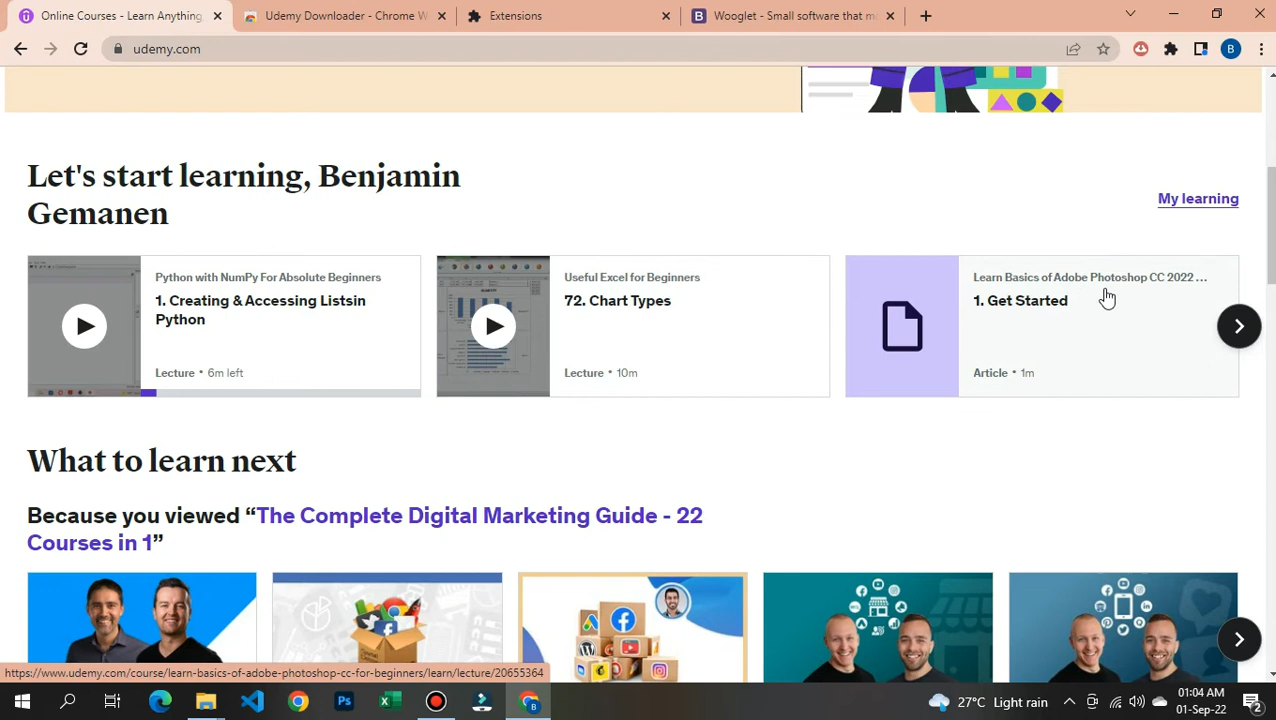 Online Courses - Learn Anything,
Udemy Downloader - Chrome W
Extensions
Wooglet - Small software that ma
udemy.com
B
Let's start learning, Benjamin
Gemanen
My learning
Python with NumPy For Absolute Beginners
1. Creating & Accessing Listsin
Python
Lecture • 6m left
Useful Excel for Beginners
72. Chart Types
Lecture • 10m
Learn Basics of Adobe Photoshop CC 2022 ...
1. Get Started
Article • 1m
What to learn next
Because you viewed “The Complete Digital Marketing Guide - 22
Courses in 1”
https://www.udemy.com/course/learn-basics-of-adobe-photoshop-cc-for-beginners/learn/lecture/20655364
27°C Light rain
01:04 AM
01-Sep-22
2